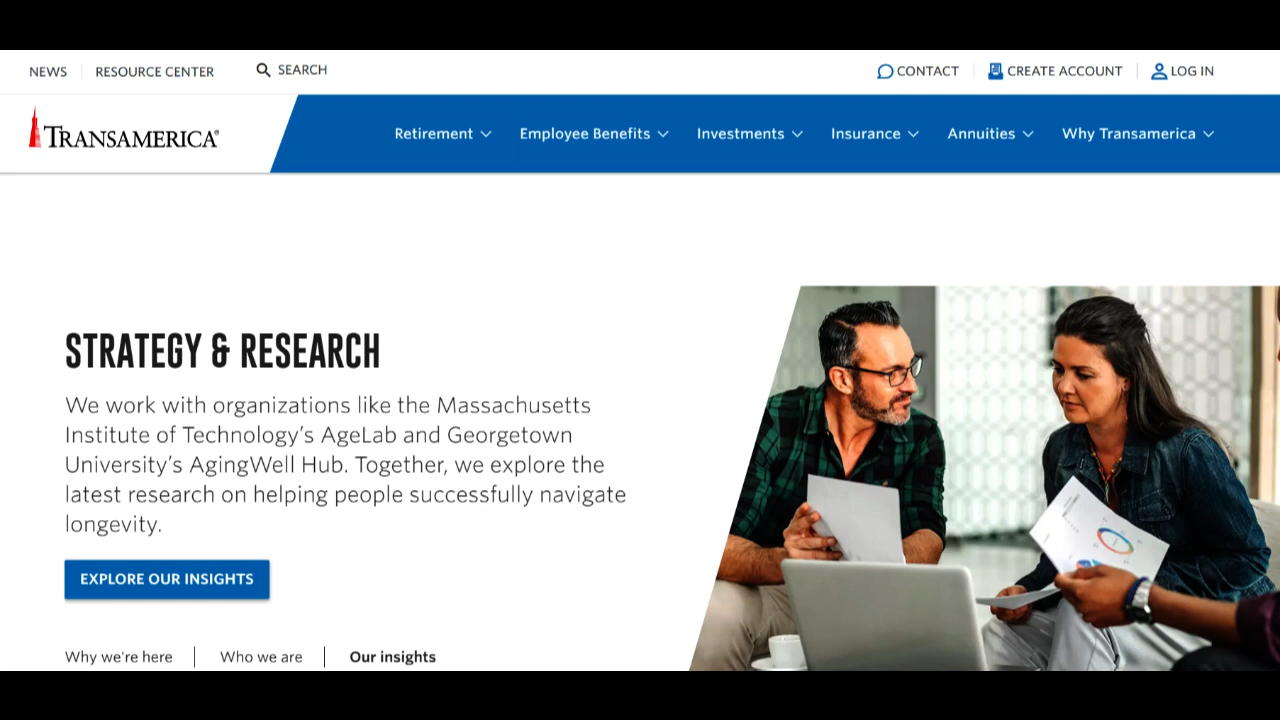 NEWS
RESOURCE CENTER
SEARCH
CONTACT
CREATE ACCOUNT
LOG IN
TRANSAMERICA®
Retirement
Employee Benefits
Investments
Insurance
Annuities
Why Transamerica
STRATEGY & RESEARCH
We work with organizations like the Massachusetts
Institute of Technology’s AgeLab and Georgetown
University’s AgingWell Hub. Together, we explore the
latest research on helping people successfully navigate
longevity.
EXPLORE OUR INSIGHTS
Why we're here
Who we are
Our insights